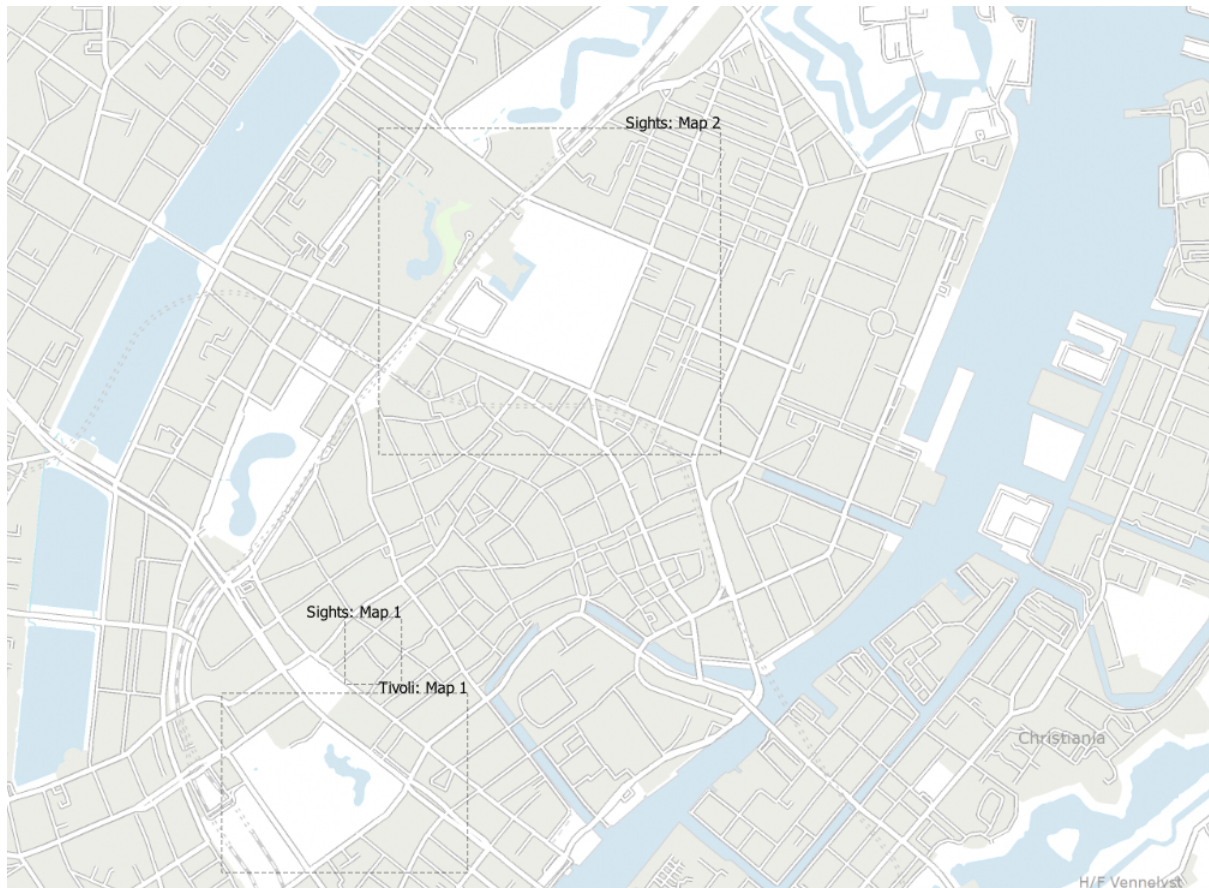 Sights: Map 2
Sights: Map 1
Tivoli: Map 1
Christiania
H/F Vennelyst